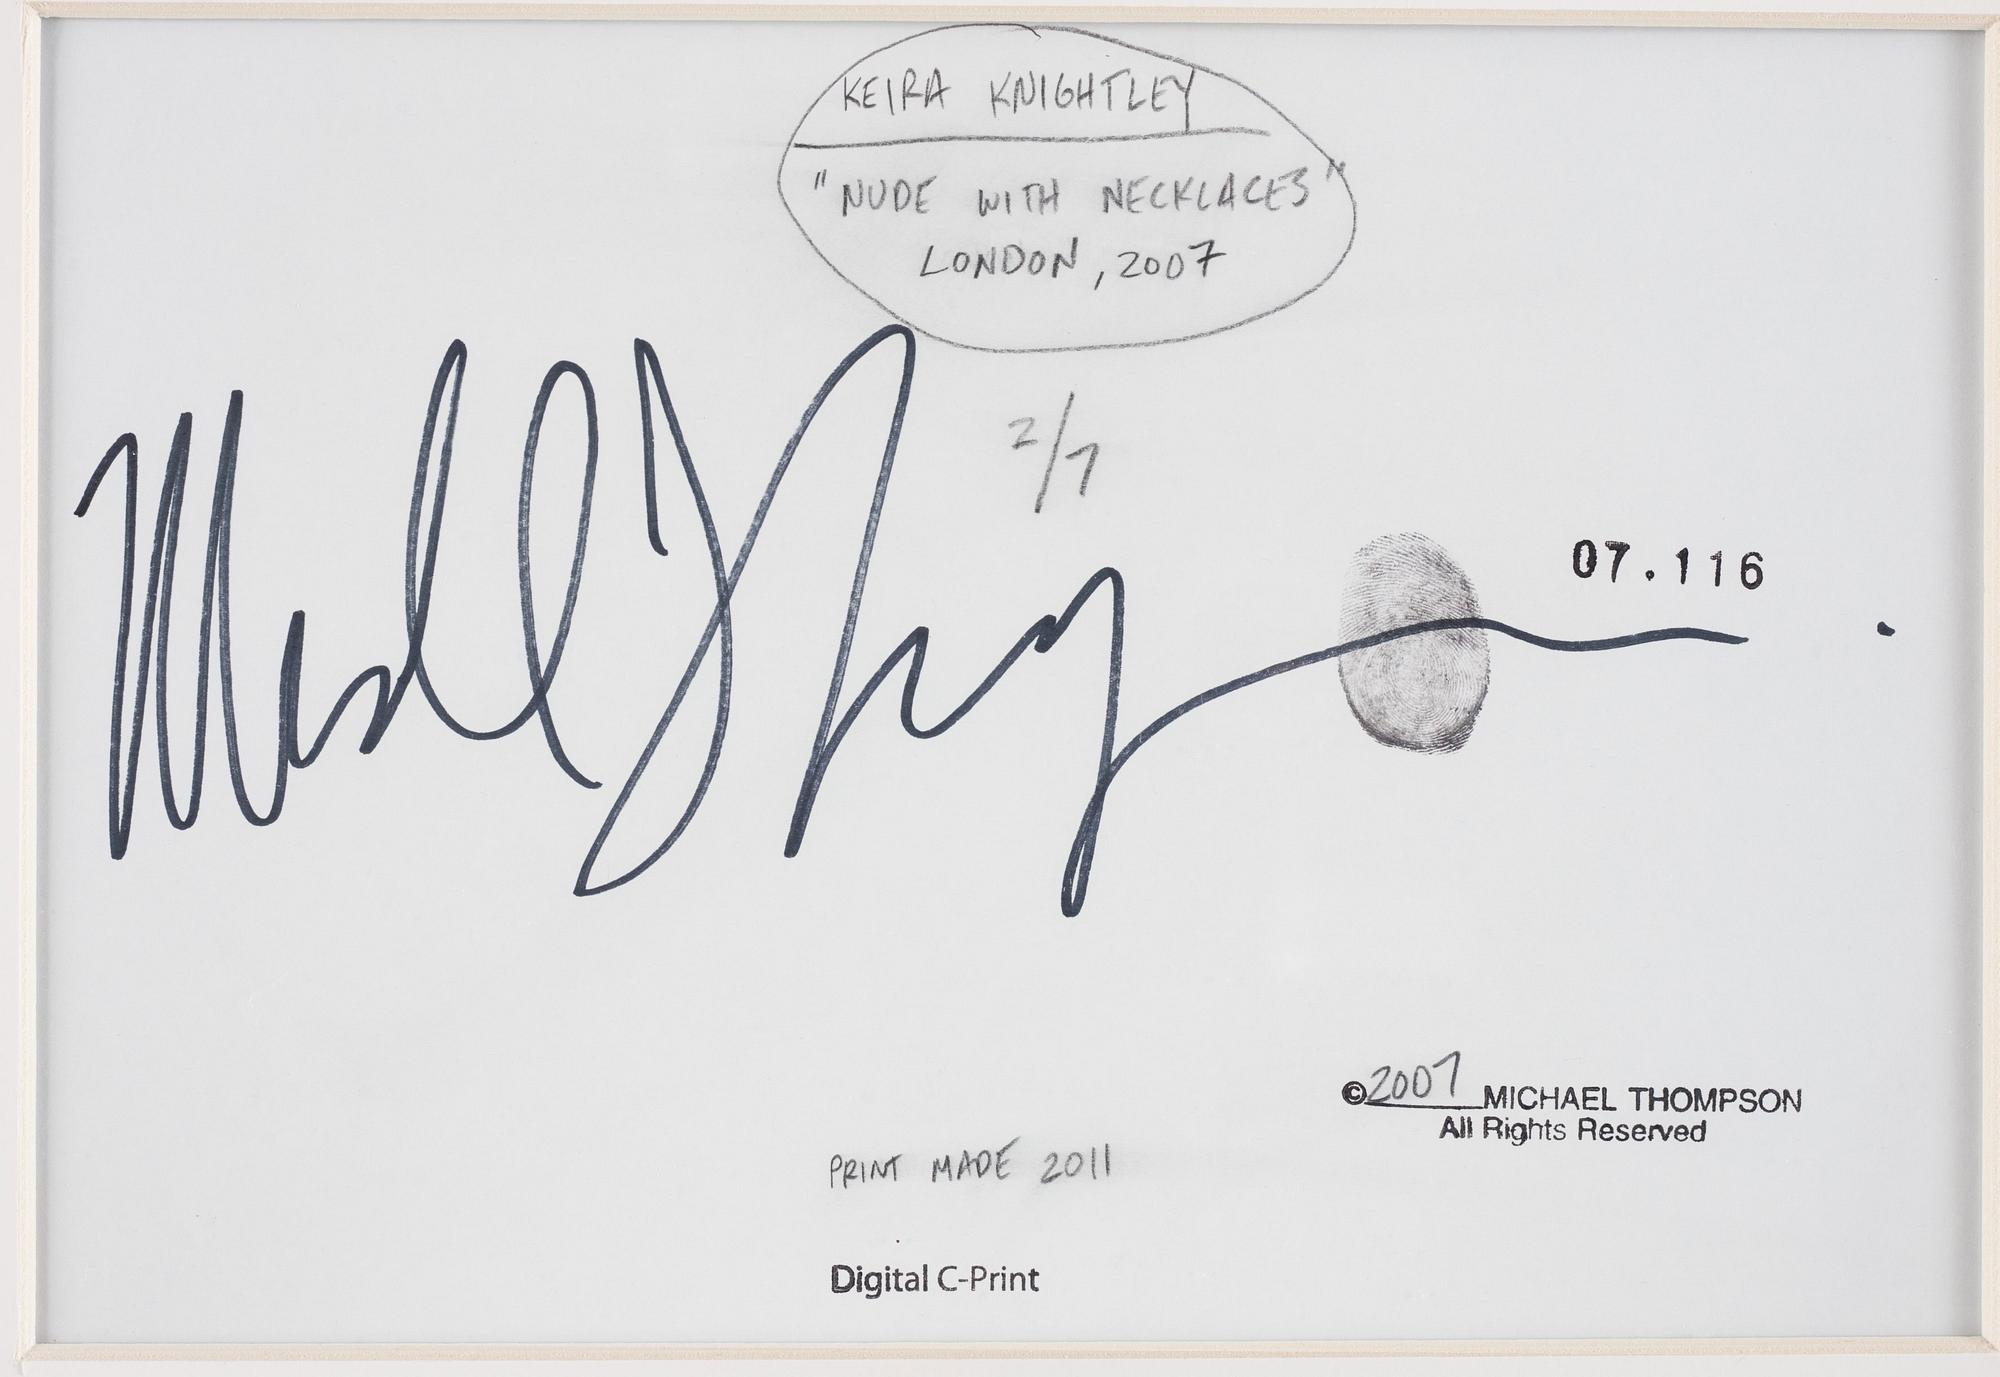 KEIRA KNIGHTLEY
"NUDE WITH NECKLACES"
LONDON, 2007
2/7
07.116
©2007 MICHAEL THOMPSON
All Rights Reserved
PRINT MADE 2011
Digital C-Print